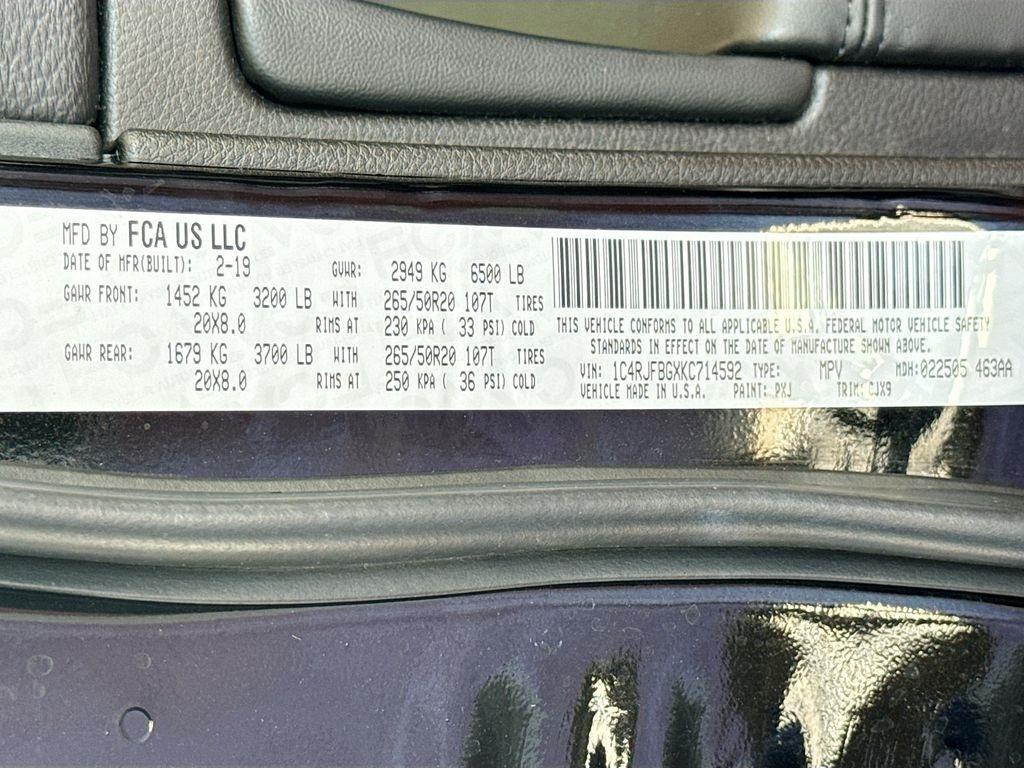 MFD BY FCA US LLC
DATE OF MFR(BUILT): 2-19 GVWR: 2949 KG 6500 LB
GAWR FRONT: 1452 KG 3200 LB WITH 265/50R20 107T TIRES
20X8.0 RIMS AT 230 KPA ( 33 PSI) COLD
GAWR REAR: 1679 KG 3700 LB WITH 265/50R20 107T TIRES
20X8.0 RIMS AT 250 KPA ( 36 PSI) COLD
THIS VEHICLE CONFORMS TO ALL APPLICABLE U.S.A. FEDERAL MOTOR VEHICLE SAFETY
STANDARDS IN EFFECT ON THE DATE OF MANUFACTURE SHOWN ABOVE.
VIN: 1C4RJFBGXKC714592 TYPE: MPV MDH:022505 463AA
VEHICLE MADE IN U.S.A. PAINT: PXJ TRIM: CJX9